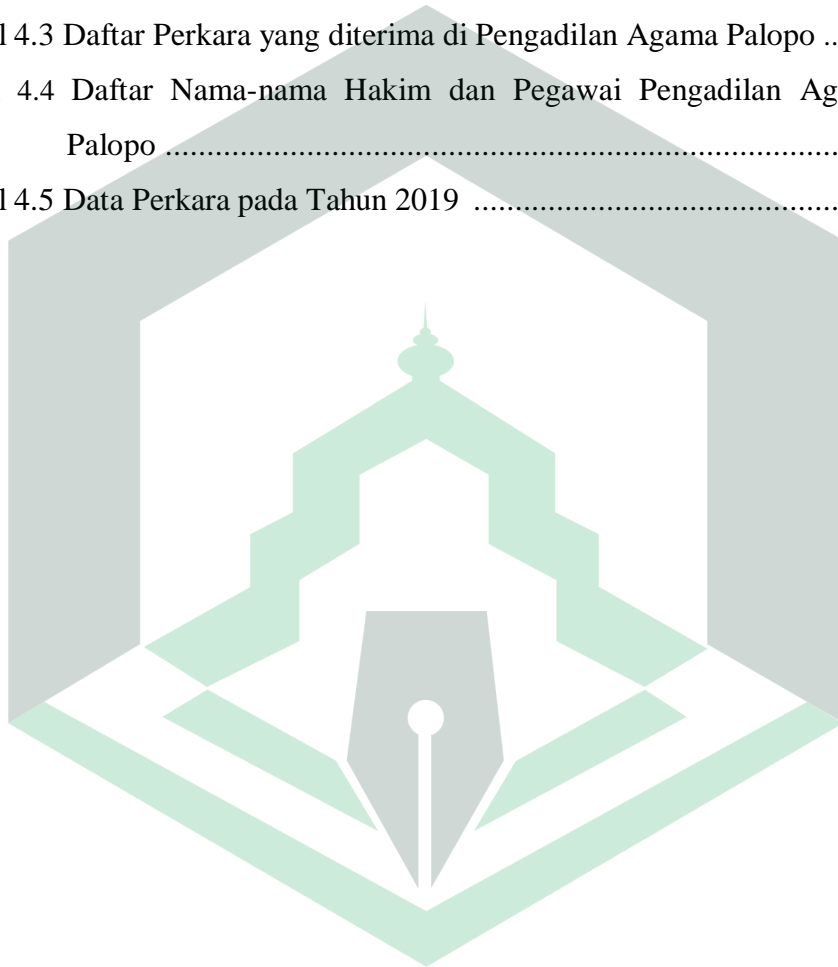 l 4.3 Daftar Perkara yang diterima di Pengadilan Agama Palopo ..
4.4 Daftar Nama-nama Hakim dan Pegawai Pengadilan Ag
Palopo ....................................................................................
l 4.5 Data Perkara pada Tahun 2019 .............................................